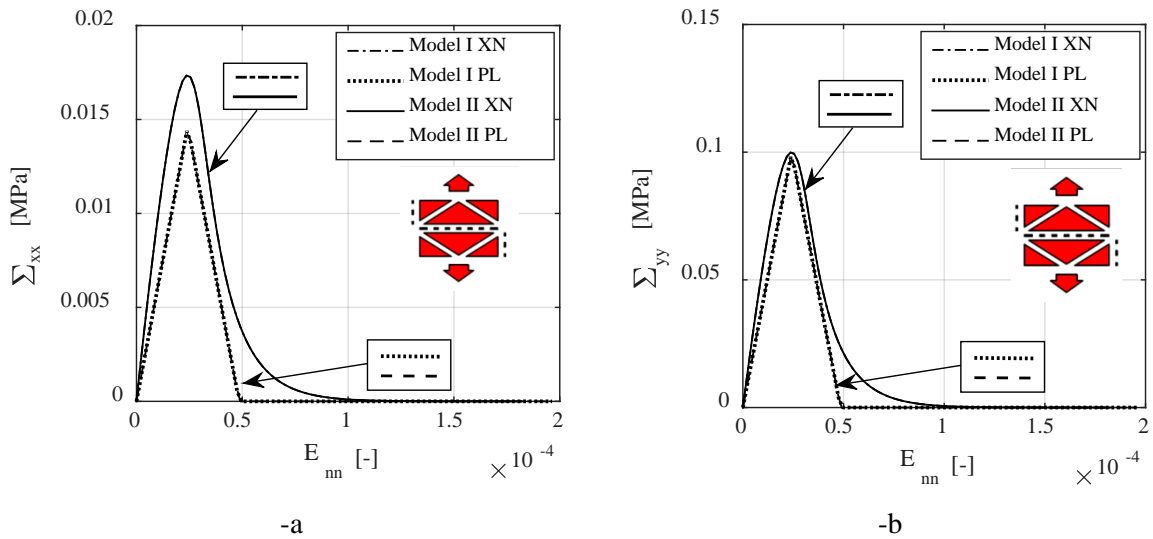 0.02
0.015
0.01
0.005
0
Σxx [MPa]
Model I XN
Model I PL
Model II XN
Model II PL
0
0.5
1
1.5
2
E nn [-]
× 10 -4
-a
0.15
0.1
0.05
0
Σyy [MPa]
Model I XN
Model I PL
Model II XN
Model II PL
0
0.5
1
1.5
2
E nn [-]
× 10 -4
-b